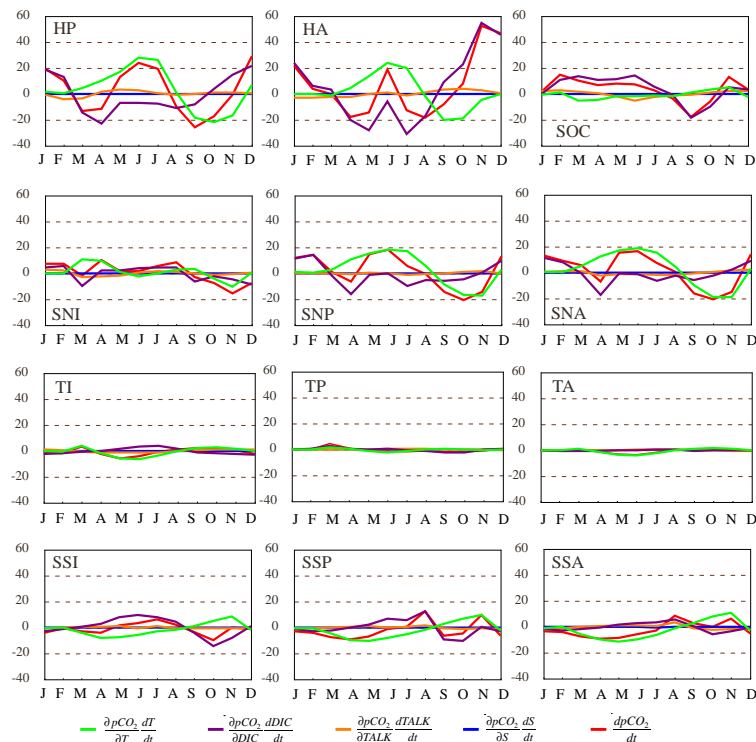 60 HP 60 HA 60
40 40 40
20 20 20
0 0 0
-20 -20 -20 SOC
-40 -40 -40
J F M A M J J A S O N D J F M A M J J A S O N D J F M A M J J A S O N D
60 60 60
40 40 40
20 20 20
0 0 0
-20 -20 -20
SNI SNP SNA
-40 -40 -40
J F M A M J J A S O N D J F M A M J J A S O N D J F M A M J J A S O N D
60 TI 60 TP 60 TA
40 40 40
20 20 20
0 0 0
-20 -20 -20
-40 -40 -40
J F M A M J J A S O N D J F M A M J J A S O N D J F M A M J J A S O N D
60 SSI 60 SSP 60 SSA
40 40 40
20 20 20
0 0 0
-20 -20 -20
-40 -40 -40
J F M A M J J A S O N D J F M A M J J A S O N D J F M A M J J A S O N D
∂pCO₂/∂T dT/dt ∂pCO₂/∂DIC dDIC/dt ∂pCO₂/∂TALK dTALK/dt ∂pCO₂/∂S dS/dt dpCO₂/dt